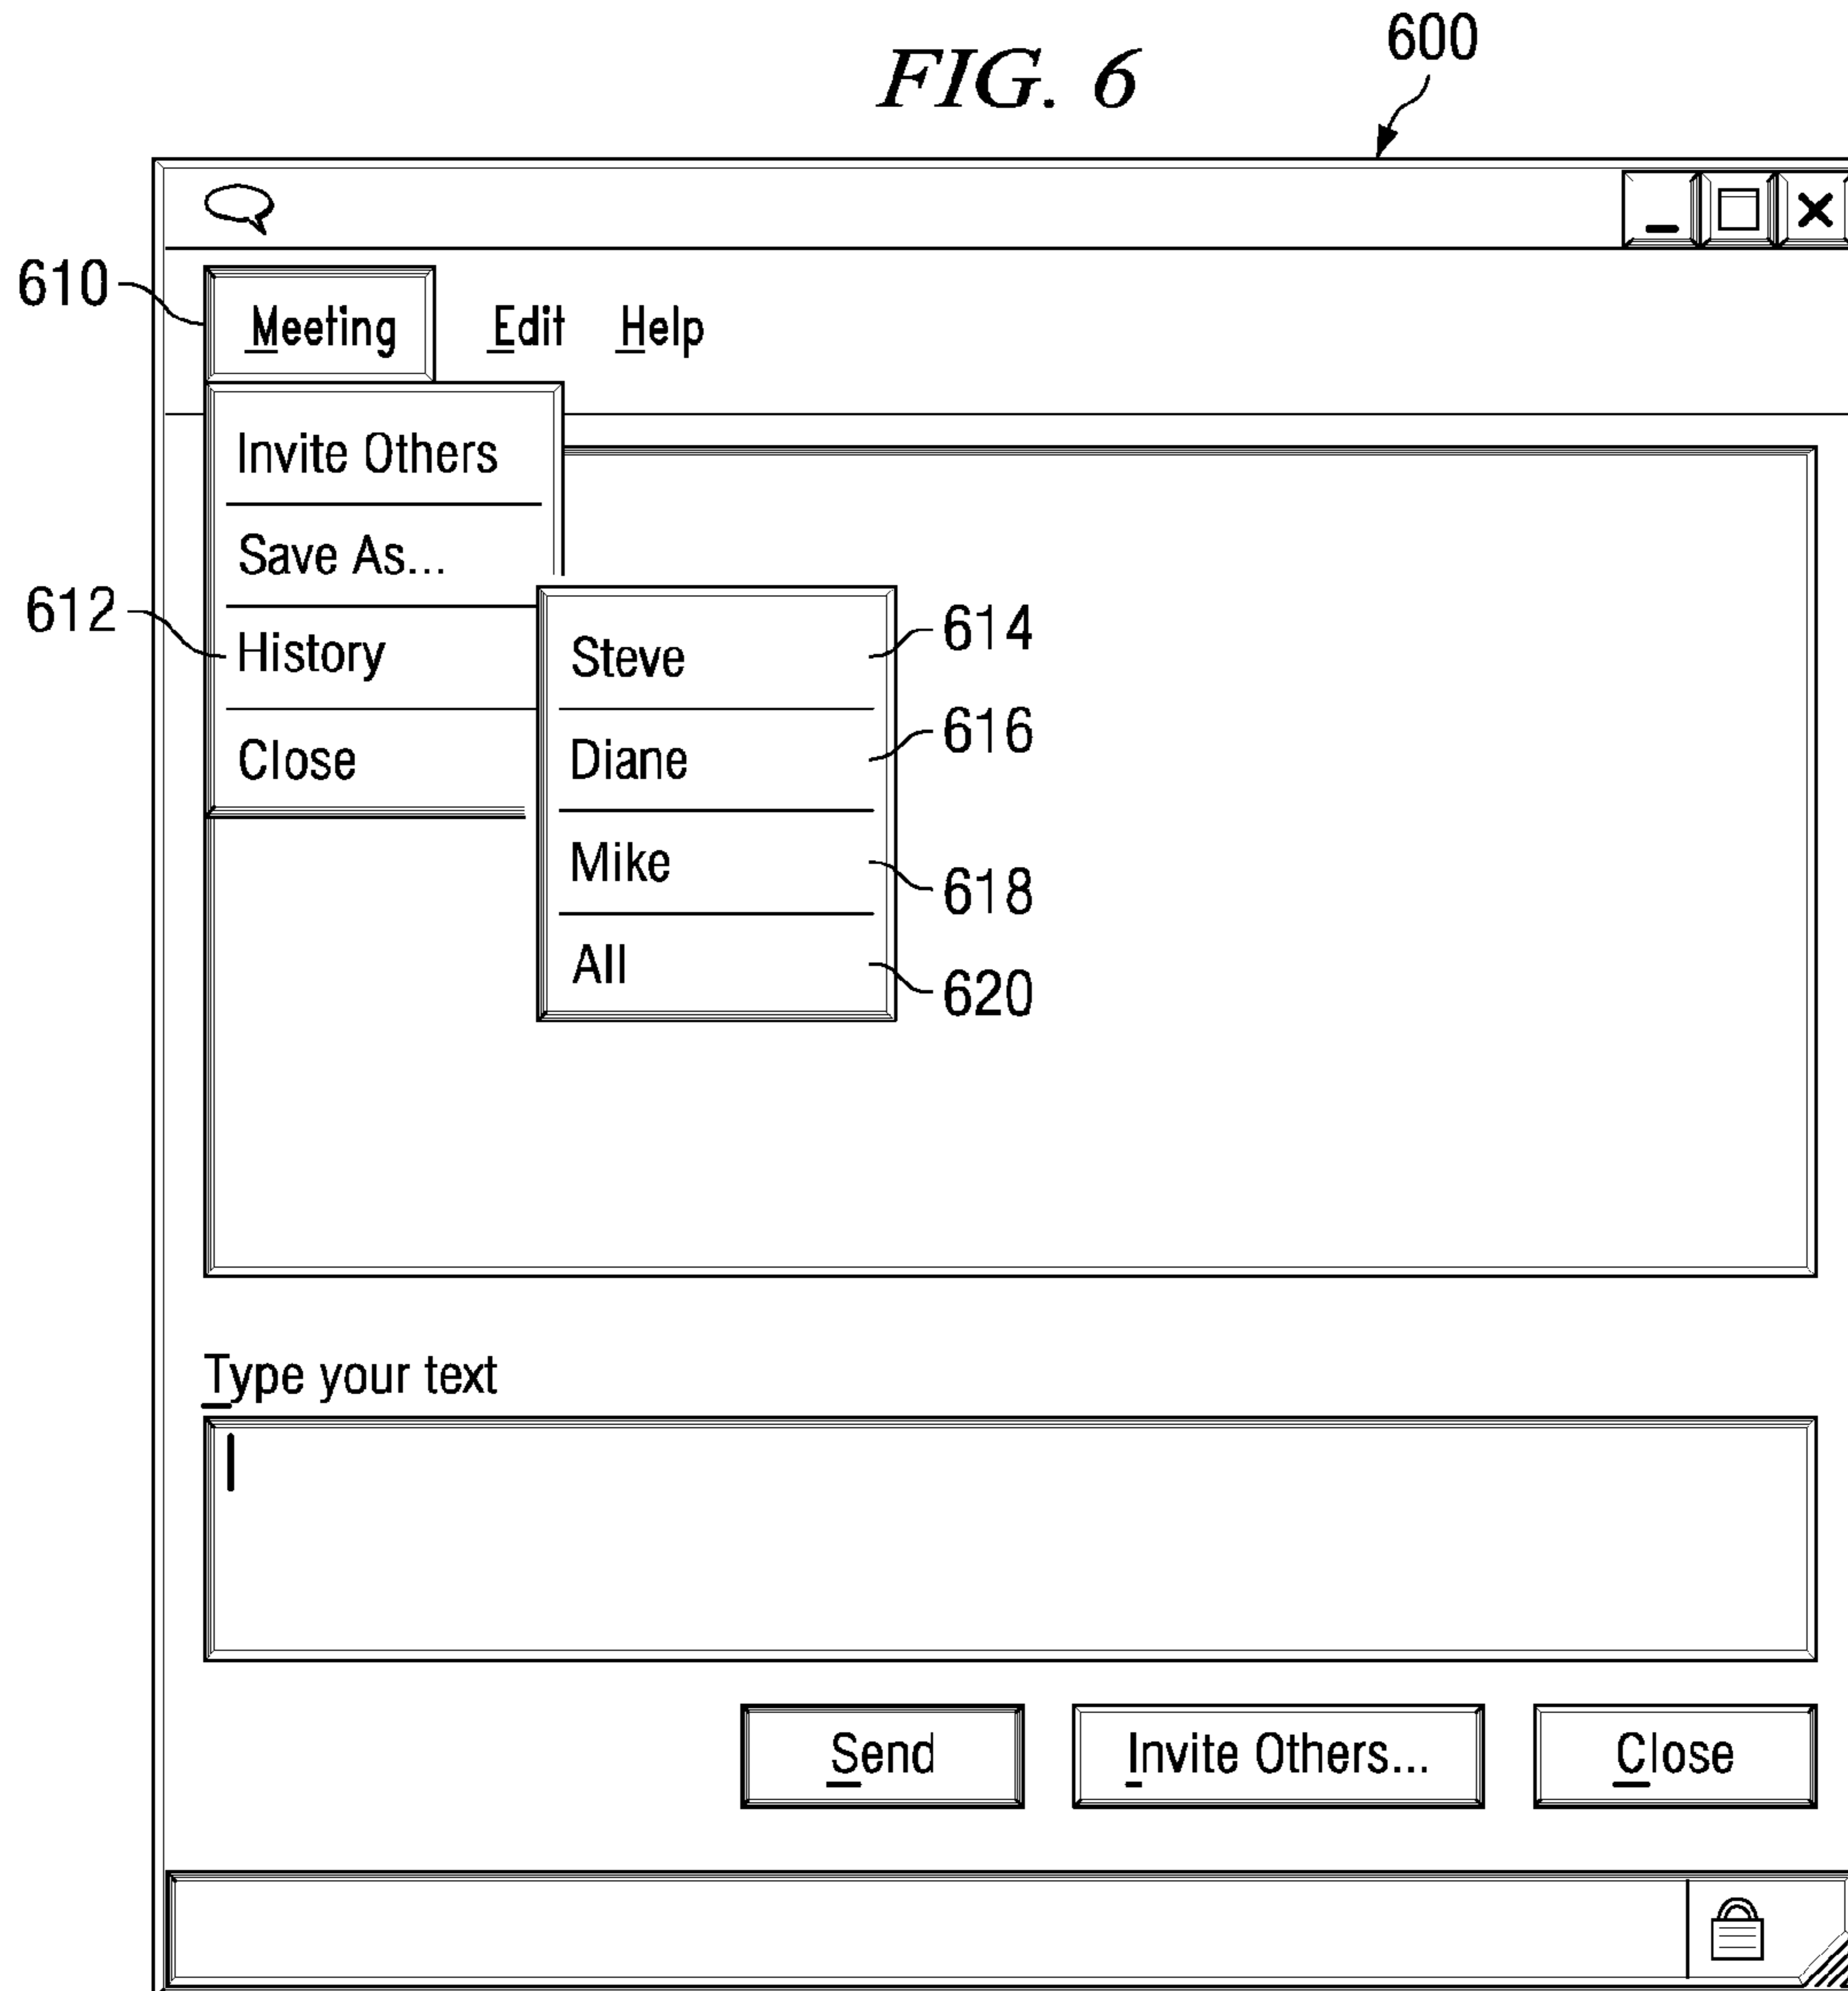 FIG. 6
600
610
Meeting Edit Help
Invite Others
Save As...
612
History
Close
Steve
614
Diane
616
Mike
618
All
620
Type your text
Send
Invite Others...
Close